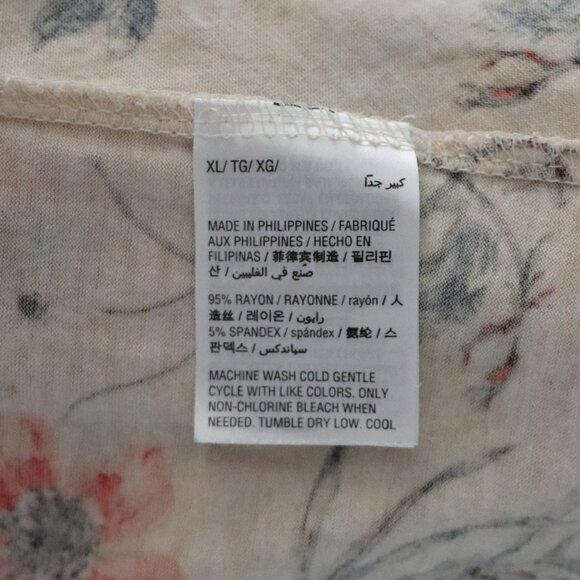 XL/ TG/ XG/
كبير جدًا
MADE IN PHILIPPINES / FABRIQUÉ
AUX PHILIPPINES / HECHO EN
FILIPINAS / 菲律宾制造 / 필리핀
산 / صُنع في الفلبيين
95% RAYON / RAYONNE / rayón / 人
造丝 / 레이온 / رايون
5% SPANDEX / spándex / 氨纶 / 스
판덱스 / سباندكس
MACHINE WASH COLD GENTLE
CYCLE WITH LIKE COLORS. ONLY
NON-CHLORINE BLEACH WHEN
NEEDED. TUMBLE DRY LOW. COOL